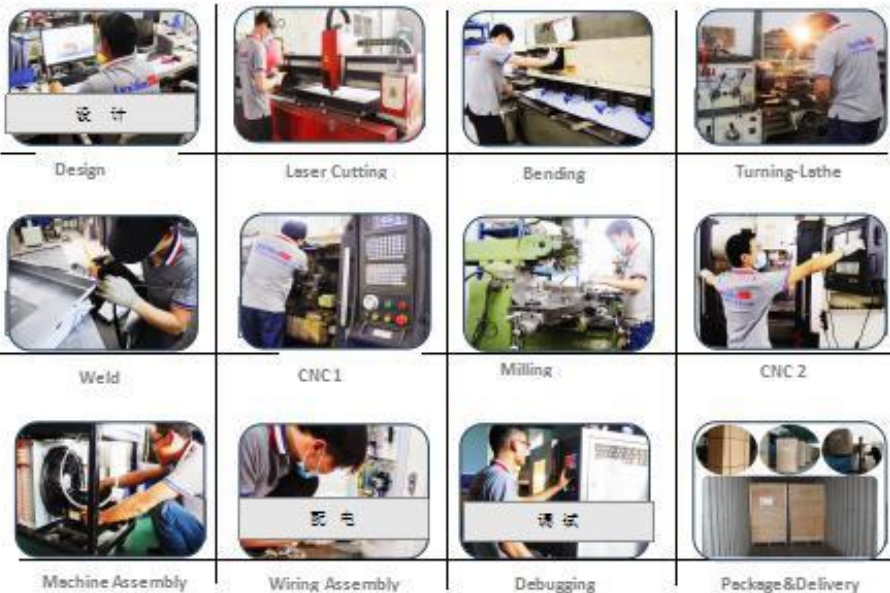 设 计
Design
Laser Cutting
Bending
Turning-Lathe
Weld
CNC 1
Milling
CNC 2
配 电
调 试
Machine Assembly
Wiring Assembly
Debugging
Package&Delivery